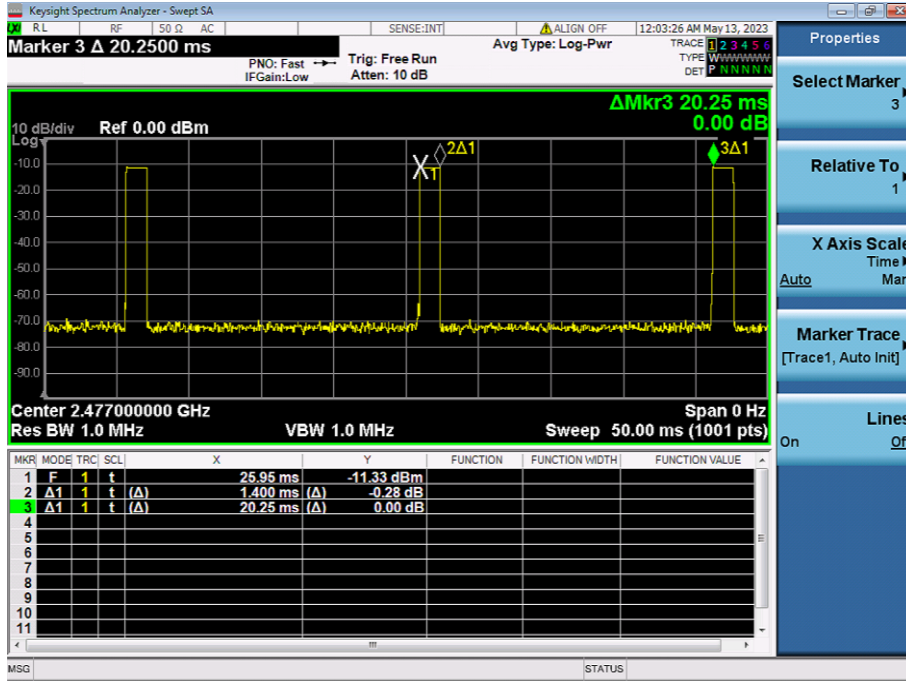 Keysight Spectrum Analyzer - Swept SA
RL RF 50 Ω AC SENSE:INT ALIGN OFF 12:03:26 AM May 13, 2023
Marker 3 Δ 20.2500 ms
PNO: Fast Trig: Free Run Avg Type: Log-Pwr TRACE 1 2 3 4 5 6
IFGain:Low Atten: 10 dB TYPE WWWWWWW
DET P N N N N N
ΔMkr3 20.25 ms
0.00 dB
10 dB/div Ref 0.00 dBm
Log
2Δ1 3Δ1
-10.0
1
-20.0
-30.0
-40.0
-50.0
-60.0
-70.0
-80.0
-90.0
Center 2.477000000 GHz Span 0 Hz
Res BW 1.0 MHz VBW 1.0 MHz Sweep 50.00 ms (1001 pts)
MKR MODE TRC SCL X Y FUNCTION FUNCTION WIDTH FUNCTION VALUE
1 F 1 t 25.95 ms -11.33 dBm
2 Δ1 1 t (Δ) 1.400 ms (Δ) -0.28 dB
3 Δ1 1 t (Δ) 20.25 ms (Δ) 0.00 dB
4
5
6
7
8
9
10
11
MSG STATUS
Properties
Select Marker
3
Relative To
1
X Axis Scale
Time
Auto Man
Marker Trace
[Trace1, Auto Init]
Lines
On